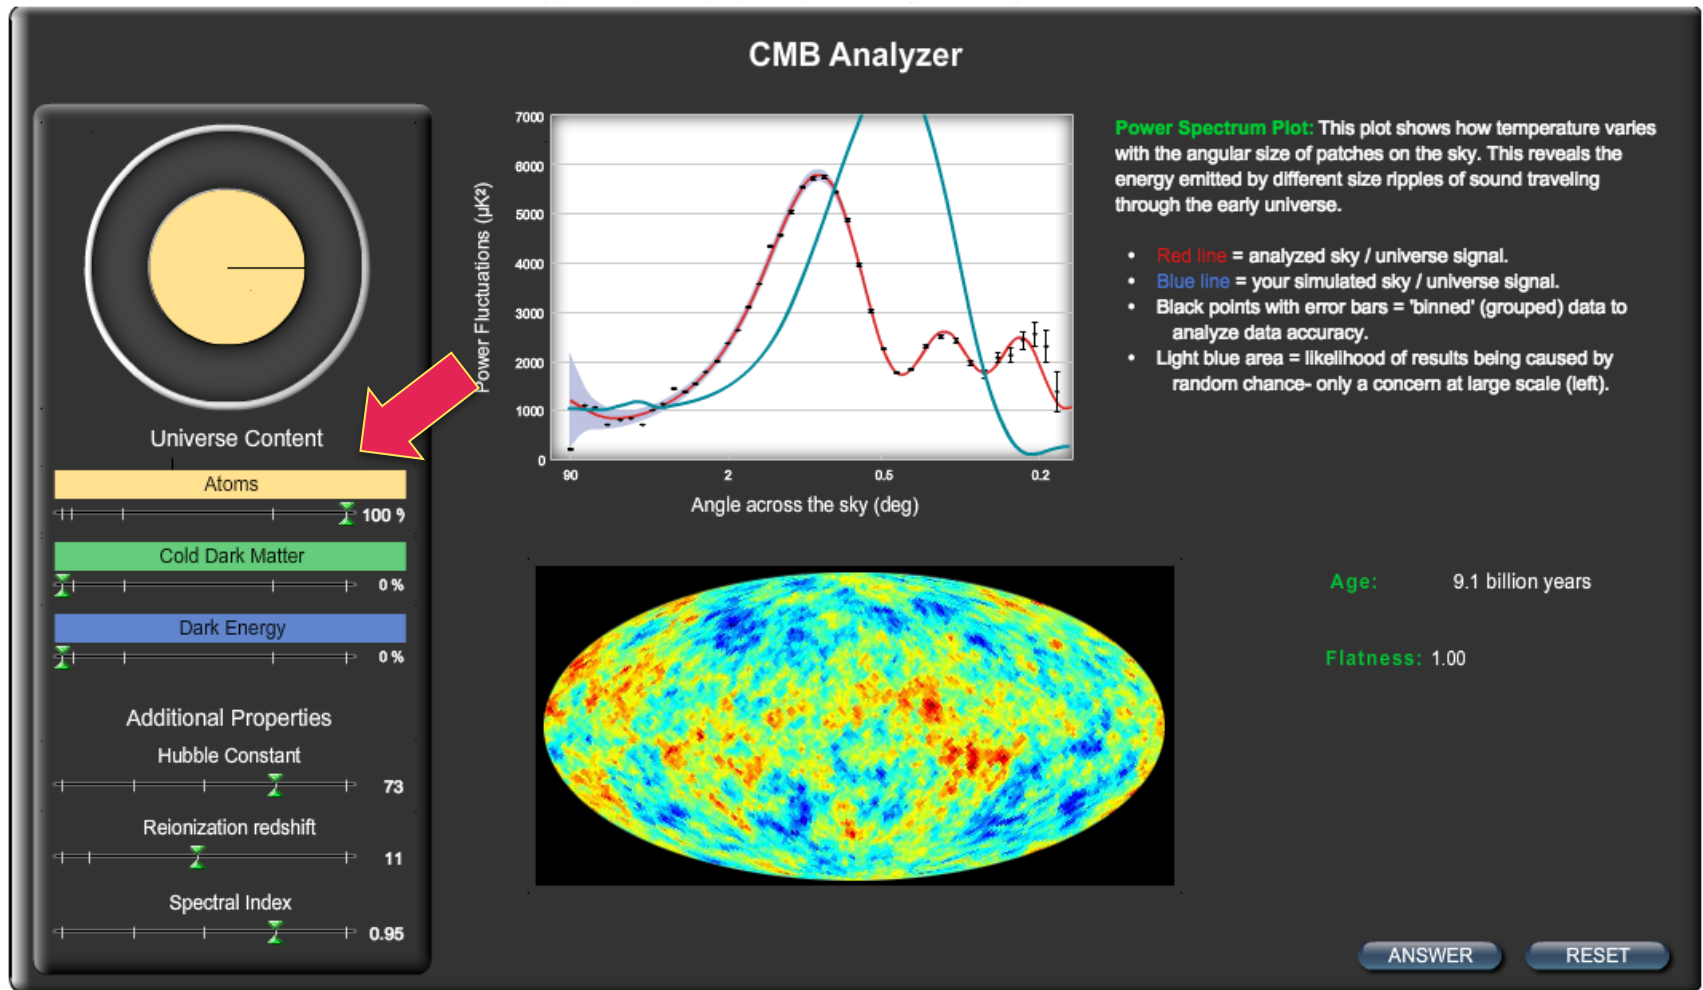 CMB Analyzer
Universe Content
Atoms
100 %
Cold Dark Matter
0 %
Dark Energy
0 %
Additional Properties
Hubble Constant
73
Reionization redshift
11
Spectral Index
0.95
Power Fluctuations (µK²)
7000
6000
5000
4000
3000
2000
1000
0
90
2
0.5
0.2
Angle across the sky (deg)
Power Spectrum Plot: This plot shows how temperature varies
with the angular size of patches on the sky. This reveals the
energy emitted by different size ripples of sound traveling
through the early universe.
• Red line = analyzed sky / universe signal.
• Blue line = your simulated sky / universe signal.
• Black points with error bars = 'binned' (grouped) data to
analyze data accuracy.
• Light blue area = likelihood of results being caused by
random chance- only a concern at large scale (left).
Age: 9.1 billion years
Flatness: 1.00
ANSWER
RESET